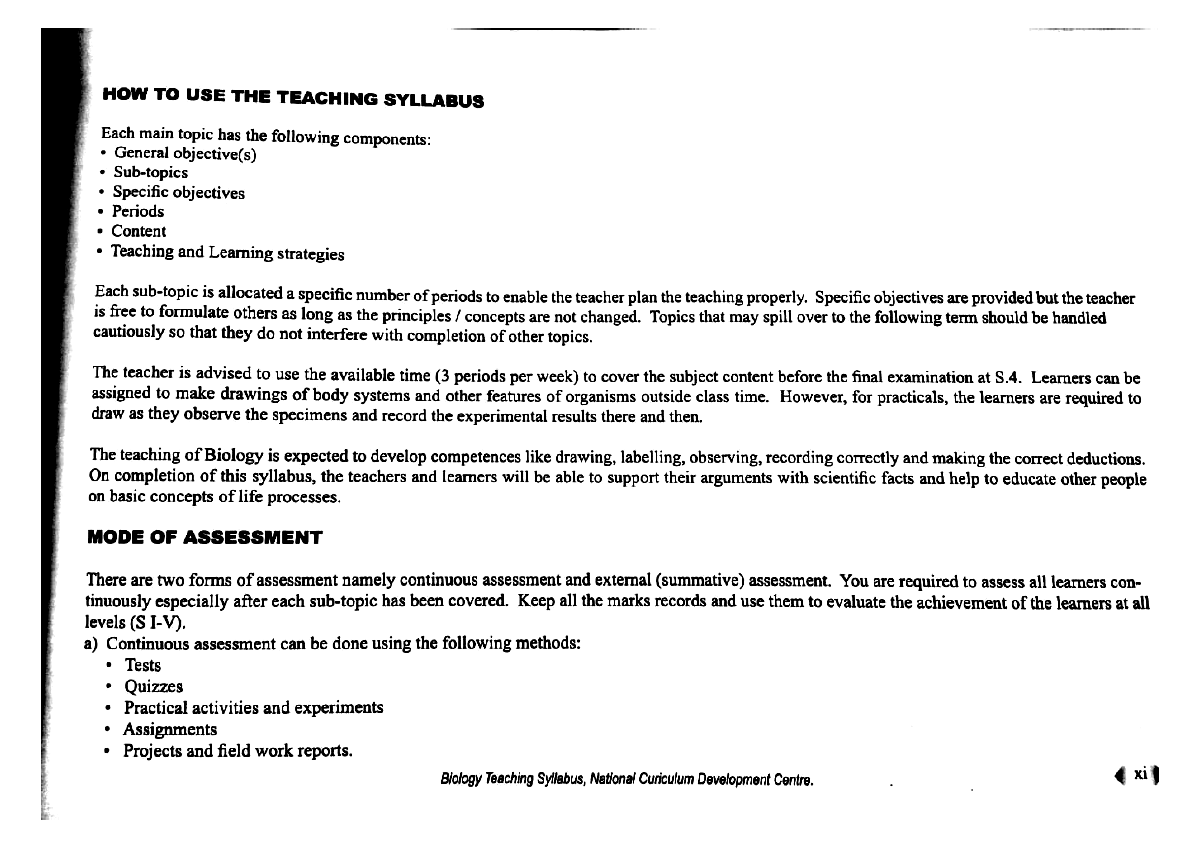 HOW TO USE THE TEACHING SYLLABUS
Each main topic has the following components:
• General objective(s)
• Sub-topics
• Specific objectives
• Periods
• Content
• Teaching and Learning strategies
Each sub-topic is allocated a specific number of periods to enable the teacher plan the teaching properly. Specific objectives are provided but the teacher
is free to formulate others as long as the principles / concepts are not changed. Topics that may spill over to the following term should be handled
cautiously so that they do not interfere with completion of other topics.
The teacher is advised to use the available time (3 periods per week) to cover the subject content before the final examination at S.4. Learners can be
assigned to make drawings of body systems and other features of organisms outside class time. However, for practicals, the learners are required to
draw as they observe the specimens and record the experimental results there and then.
The teaching of Biology is expected to develop competences like drawing, labelling, observing, recording correctly and making the correct deductions.
On completion of this syllabus, the teachers and learners will be able to support their arguments with scientific facts and help to educate other people
on basic concepts of life processes.
MODE OF ASSESSMENT
There are two forms of assessment namely continuous assessment and external (summative) assessment. You are required to assess all learners con-
tinuously especially after each sub-topic has been covered. Keep all the marks records and use them to evaluate the achievement of the learners at all
levels (S I-V).
a) Continuous assessment can be done using the following methods:
• Tests
• Quizzes
• Practical activities and experiments
• Assignments
• Projects and field work reports.
Biology Teaching Syllabus, National Curiculum Development Centre.
xi